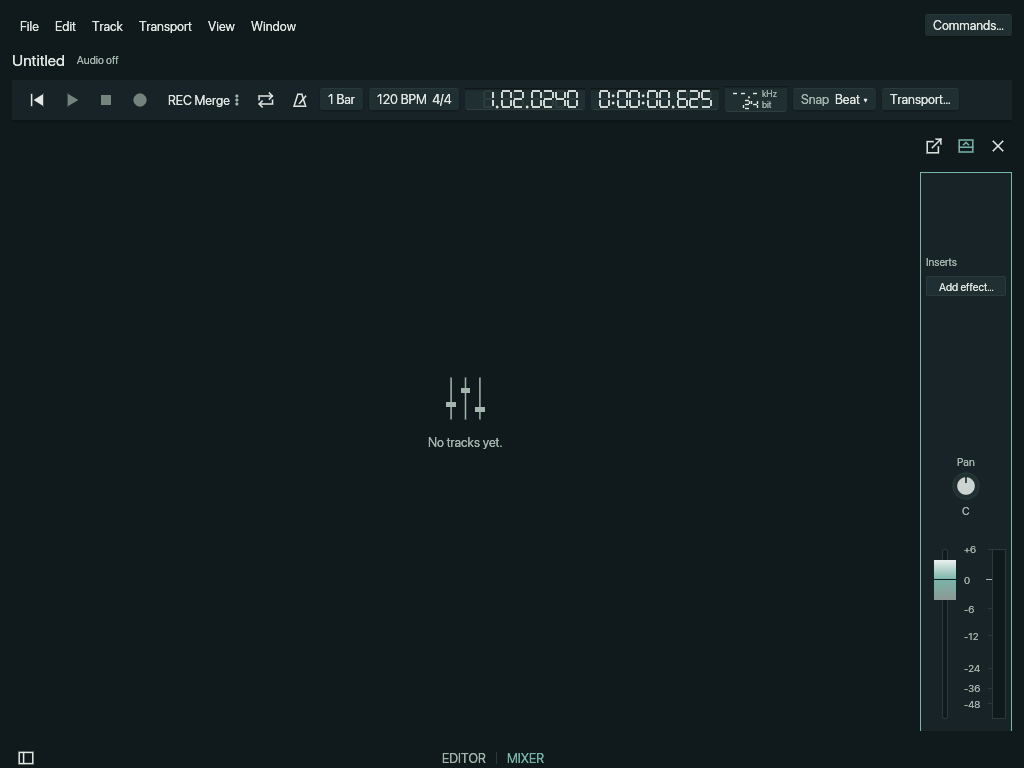 File Edit Track Transport View Window Commands...
Untitled Audio off
REC Merge 1 Bar 120 BPM 4/4 1.02.0240 0:00:00.625 --.- kHz Snap Beat Transport...
bit
Inserts
Add effect...
No tracks yet.
Pan
C
+6
0
-6
-12
-24
-36
-48
EDITOR MIXER